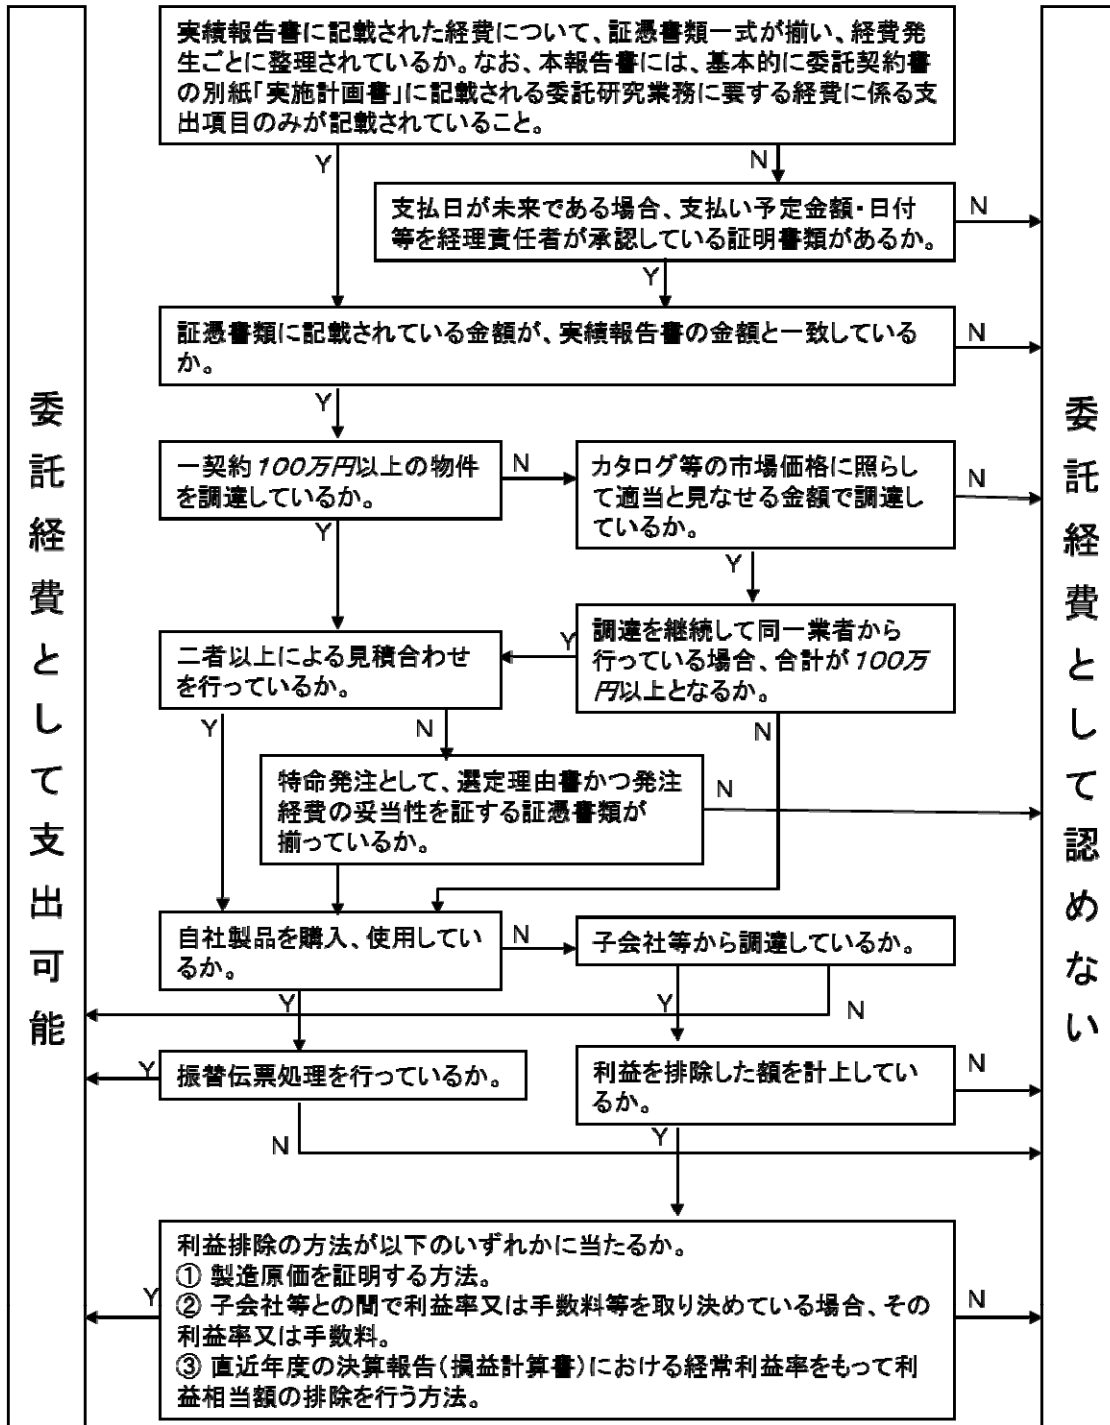 実績報告書に記載された経費について、証憑書類一式が揃い、経費発
生ごとに整理されているか。なお、本報告書には、基本的に委託契約書
の別紙「実施計画書」に記載される委託研究業務に要する経費に係る支
出項目のみが記載されていること。
Y
N
支払日が未来である場合、支払い予定金額・日付
等を経理責任者が承認している証明書類があるか。
N
Y
証憑書類に記載されている金額が、実績報告書の金額と一致している
か。
N
Y
一契約100万円以上の物件
を調達しているか。
N
Y
カタログ等の市場価格に照らし
て適当と見なせる金額で調達し
ているか。
N
Y
調達を継続して同一業者から
行っている場合、合計が100万
円以上となるか。
Y
N
二者以上による見積合わせ
を行っているか。
Y
N
特命発注として、選定理由書かつ発注
経費の妥当性を証する証憑書類が
揃っているか。
N
自社製品を購入、使用してい
るか。
N
Y
子会社等から調達しているか。
Y
N
振替伝票処理を行っているか。
Y
N
利益を排除した額を計上してい
るか。
N
Y
利益排除の方法が以下のいずれかに当たるか。
① 製造原価を証明する方法。
② 子会社等との間で利益率又は手数料等を取り決めている場合、その
利益率又は手数料。
③ 直近年度の決算報告(損益計算書)における経常利益率をもって利
益相当額の排除を行う方法。
Y
N
委託経費として支出可能
委託経費として認めない